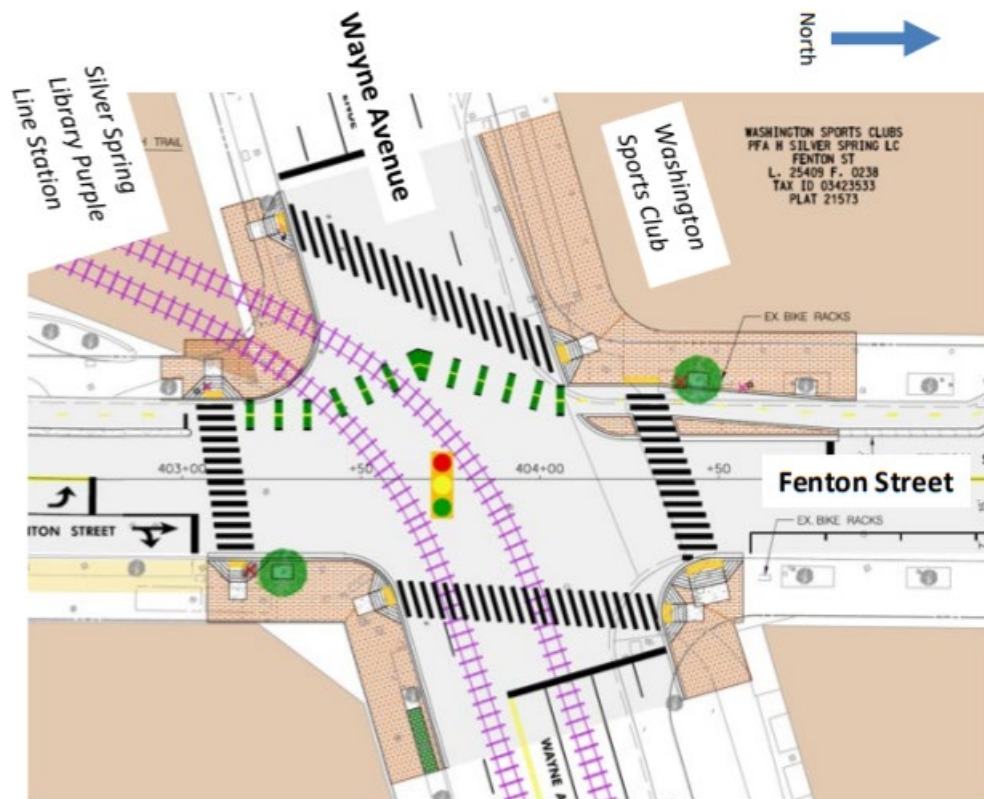 North
Wayne Avenue
Silver Spring
Library Purple
Line Station
H TRAIL
Washington
Sports Club
WASHINGTON SPORTS CLUBS
PFA H SILVER SPRING LC
FENTON ST
L. 25409 F. 0238
TAX ID 03423533
PLAT 21573
EX. BIKE RACKS
403+00
+50
404+00
+50
Fenton Street
NTON STREET
EX. BIKE RACKS
WAYNE A